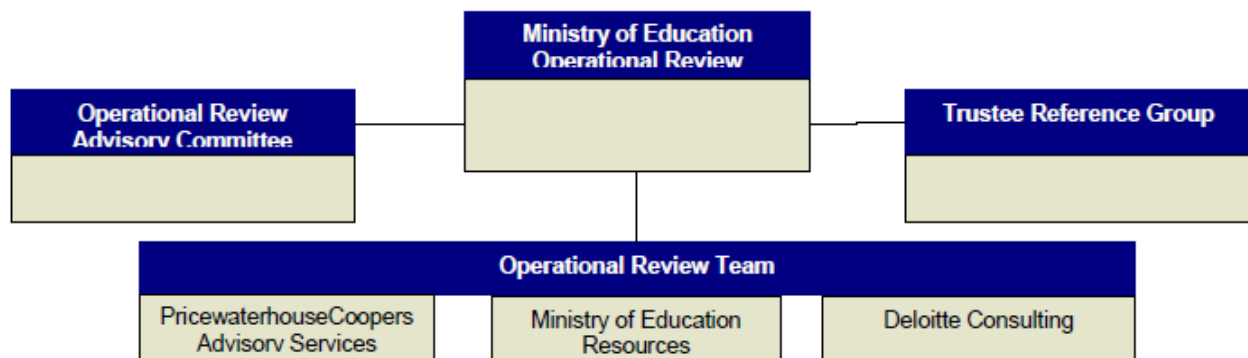 Ministry of Education
Operational Review
Operational Review
Advisory Committee
Trustee Reference Group
Operational Review Team
PricewaterhouseCoopers
Advisory Services
Ministry of Education
Resources
Deloitte Consulting